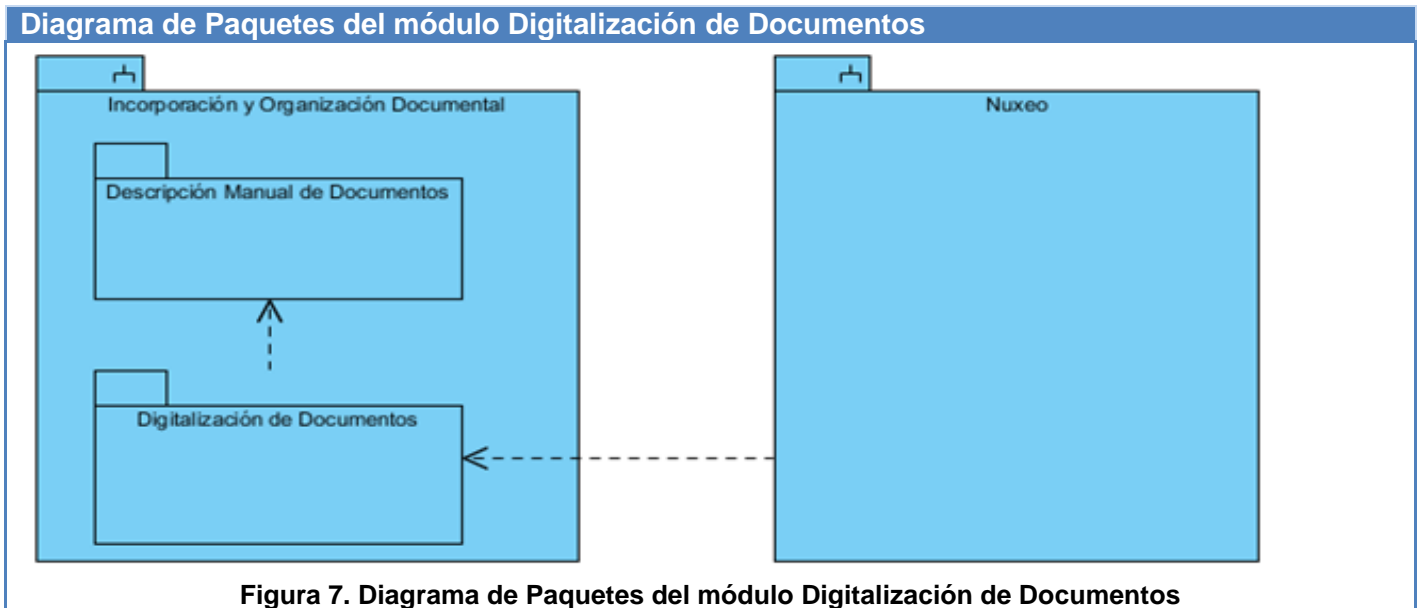 Diagrama de Paquetes del módulo Digitalización de Documentos
Incorporación y Organización Documental
Nuxeo
Descripción Manual de Documentos
Digitalización de Documentos
Figura 7. Diagrama de Paquetes del módulo Digitalización de Documentos